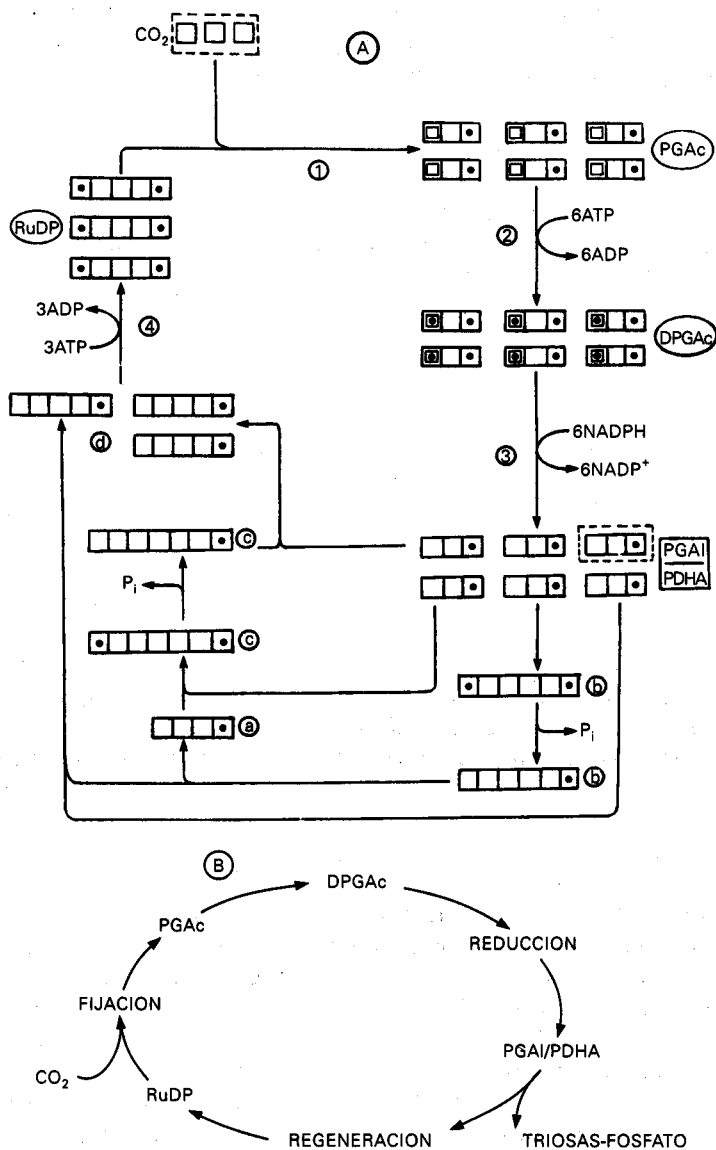 CO₂
A
1
PGAc
RuDP
2
6ATP
6ADP
3ADP
4
3ATP
DPGAc
d
3
6NADPH
6NADP⁺
c
PGAl
PDHA
Pᵢ
c
b
a
Pᵢ
b
B
DPGAc
PGAc
REDUCCION
FIJACION
PGAl/PDHA
CO₂
RuDP
REGENERACION
TRIOSAS-FOSFATO